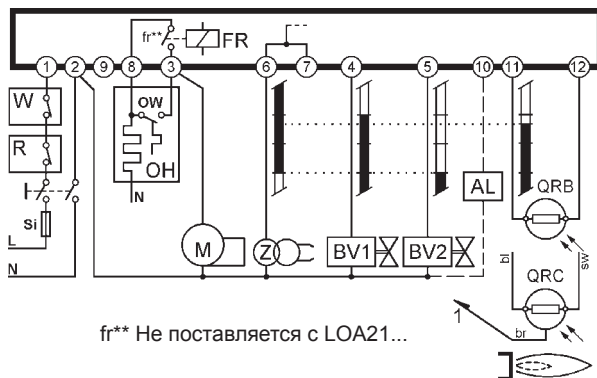 fr** FR
1 2 9 8 3 6 7 4 5 10 11 12
W
OW
R
OH
AL
QRB
Si
N
L
M
Z
BV1
BV2
bl
sw
QRC
N
1
br
fr** Не поставляется с LOA21...